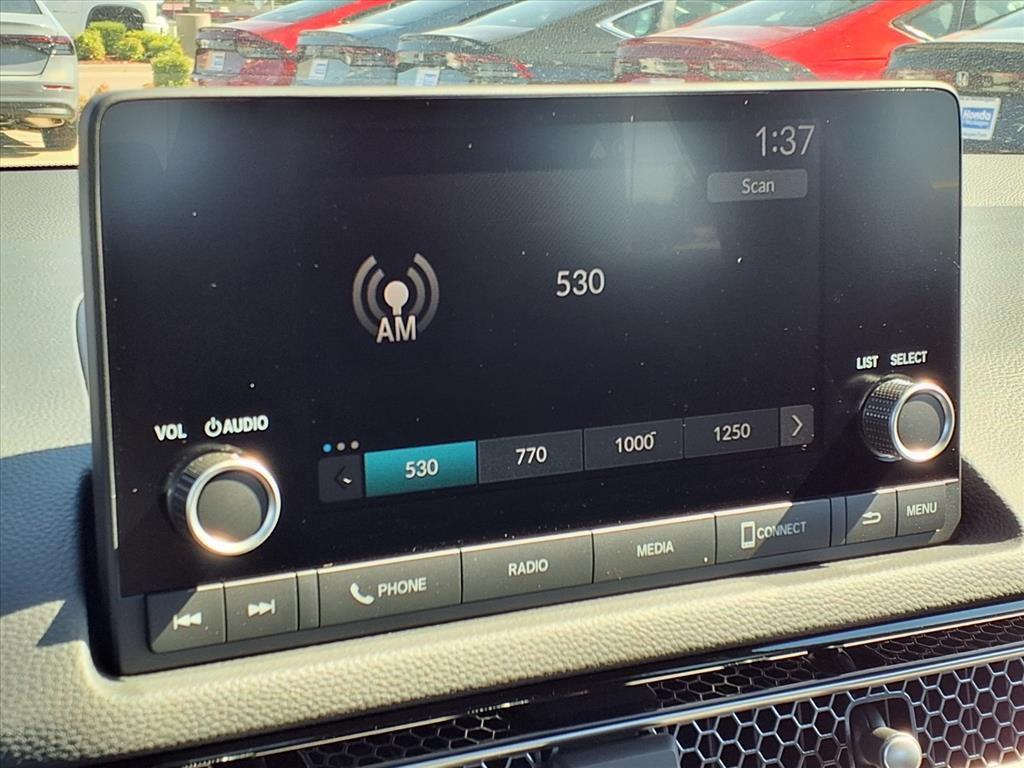 1:37
Scan
530
AM
LIST SELECT
VOL AUDIO
530 770 1000 1250
PHONE RADIO MEDIA CONNECT MENU
Honda